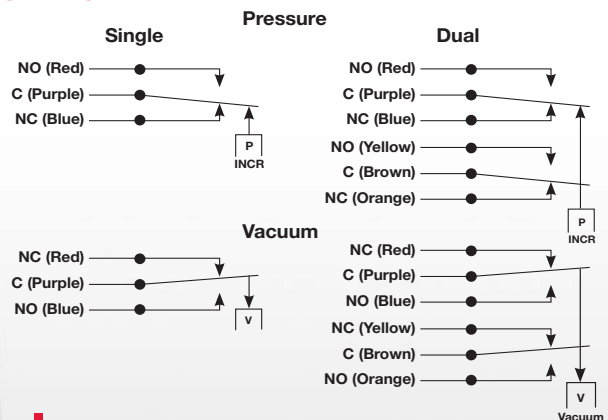 Pressure
Single
NO (Red)
C (Purple)
NC (Blue)
P
INCR
Dual
NO (Red)
C (Purple)
NC (Blue)
NO (Yellow)
C (Brown)
NC (Orange)
P
INCR
Vacuum
NC (Red)
C (Purple)
NO (Blue)
V
NC (Red)
C (Purple)
NO (Blue)
NC (Yellow)
C (Brown)
NO (Orange)
V
Vacuum